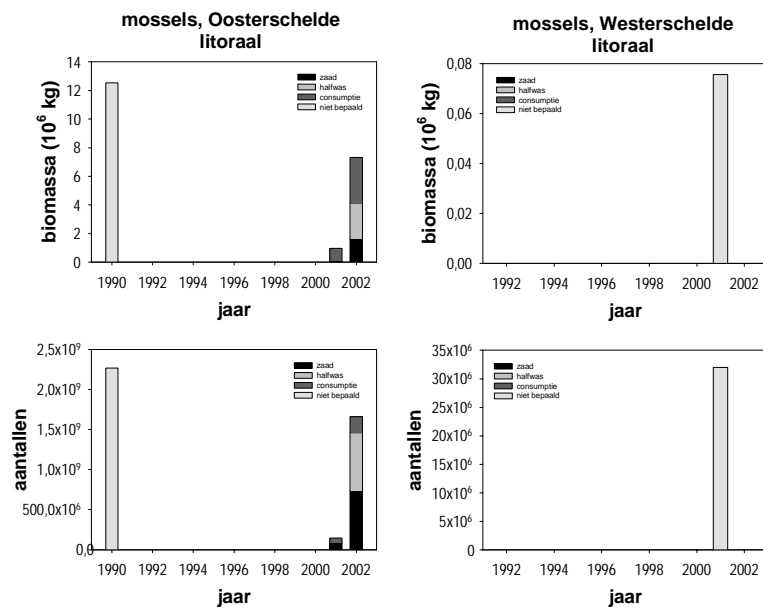 mossels, Oosterschelde
litoraal
biomassa (10⁶ kg)
14
12
10
8
6
4
2
0
zaad
halfwas
consumptie
niet bepaald
1990 1992 1994 1996 1998 2000 2002
jaar
mossels, Westerschelde
litoraal
biomassa (10⁶ kg)
0,08
0,06
0,04
0,02
0,00
zaad
halfwas
consumptie
niet bepaald
1992 1994 1996 1998 2000 2002
jaar
aantallen
2,5x10⁹
2,0x10⁹
1,5x10⁹
1,0x10⁹
500,0x10⁶
0,0
zaad
halfwas
consumptie
niet bepaald
1990 1992 1994 1996 1998 2000 2002
jaar
aantallen
35x10⁶
30x10⁶
25x10⁶
20x10⁶
15x10⁶
10x10⁶
5x10⁶
0
zaad
halfwas
consumptie
niet bepaald
1992 1994 1996 1998 2000 2002
jaar